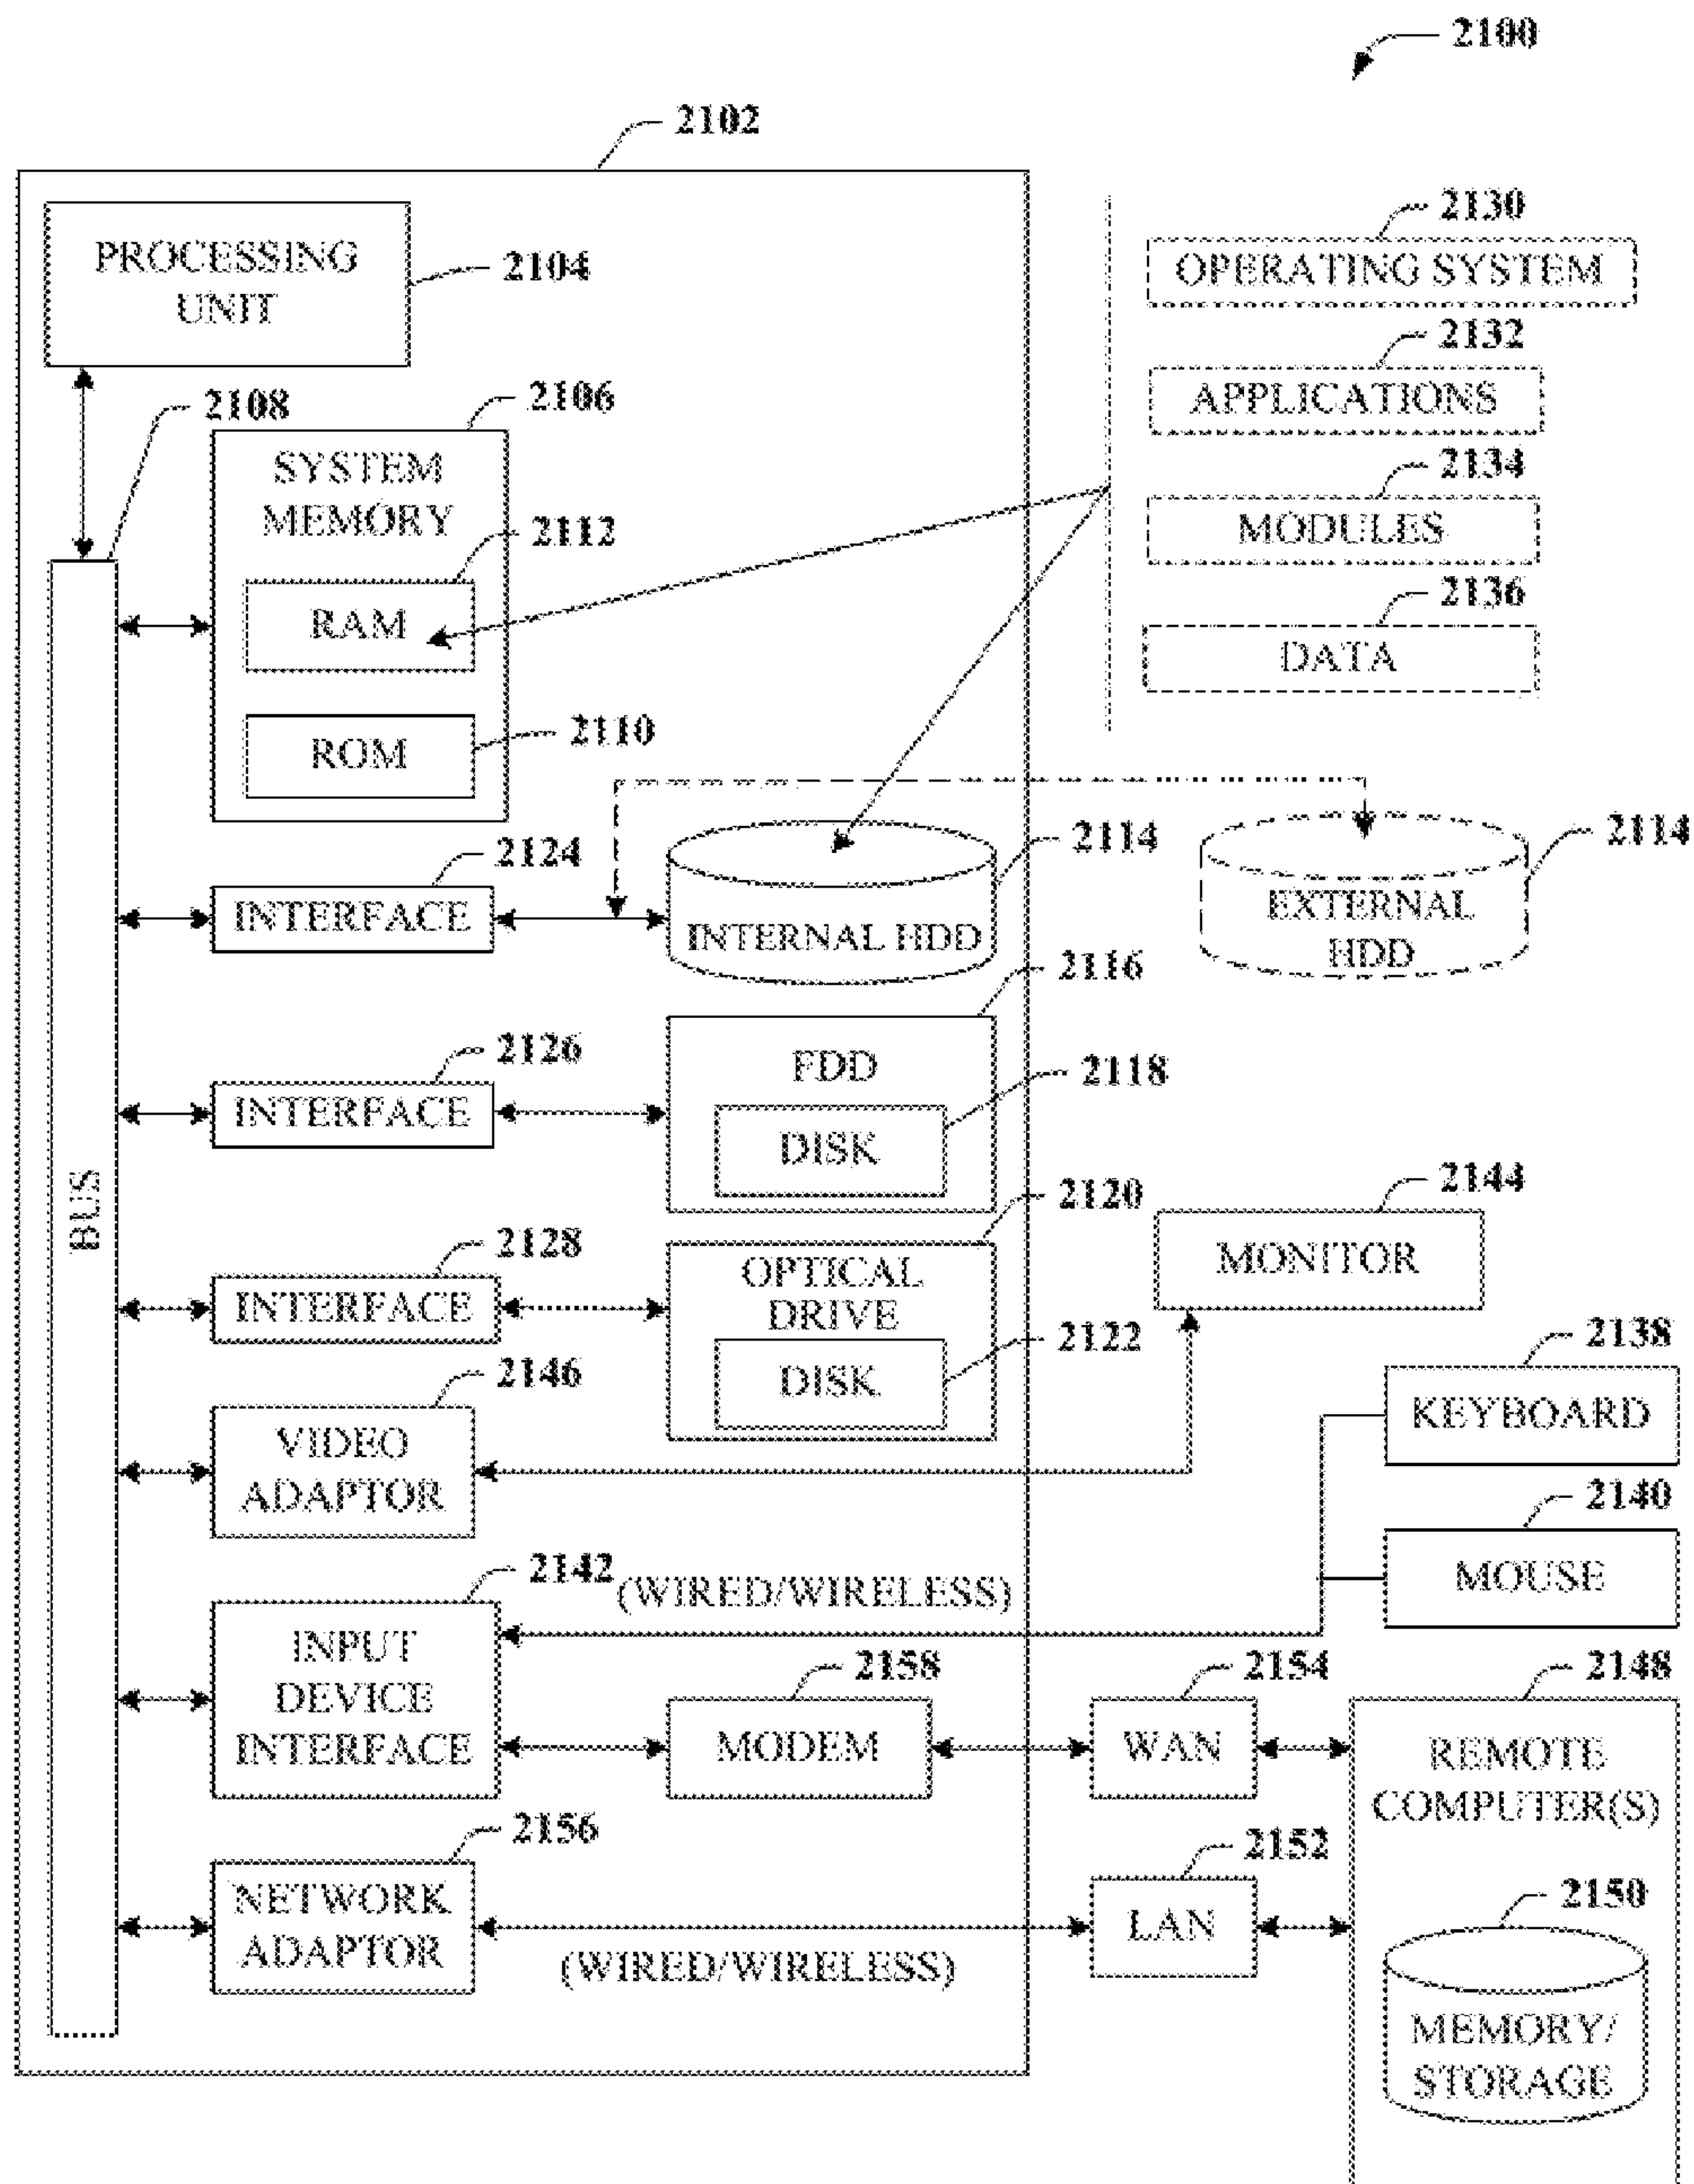 2100
2102
PROCESSING
UNIT
2104
2130
OPERATING SYSTEM
2132
APPLICATIONS
2134
MODULES
2136
DATA
2108
2106
SYSTEM
MEMORY
2112
RAM
ROM
2110
2124
INTERFACE
INTERNAL HDD
2114
EXTERNAL
HDD
2114
2126
INTERFACE
2116
FDD
2118
DISK
BUS
2128
INTERFACE
2120
OPTICAL
DRIVE
2122
DISK
2144
MONITOR
2146
VIDEO
ADAPTOR
2138
KEYBOARD
2140
MOUSE
2142
(WIRED/WIRELESS)
INPUT
DEVICE
INTERFACE
2158
MODEM
2154
WAN
2148
REMOTE
COMPUTER(S)
2156
NETWORK
ADAPTOR
(WIRED/WIRELESS)
2152
LAN
2150
MEMORY/
STORAGE